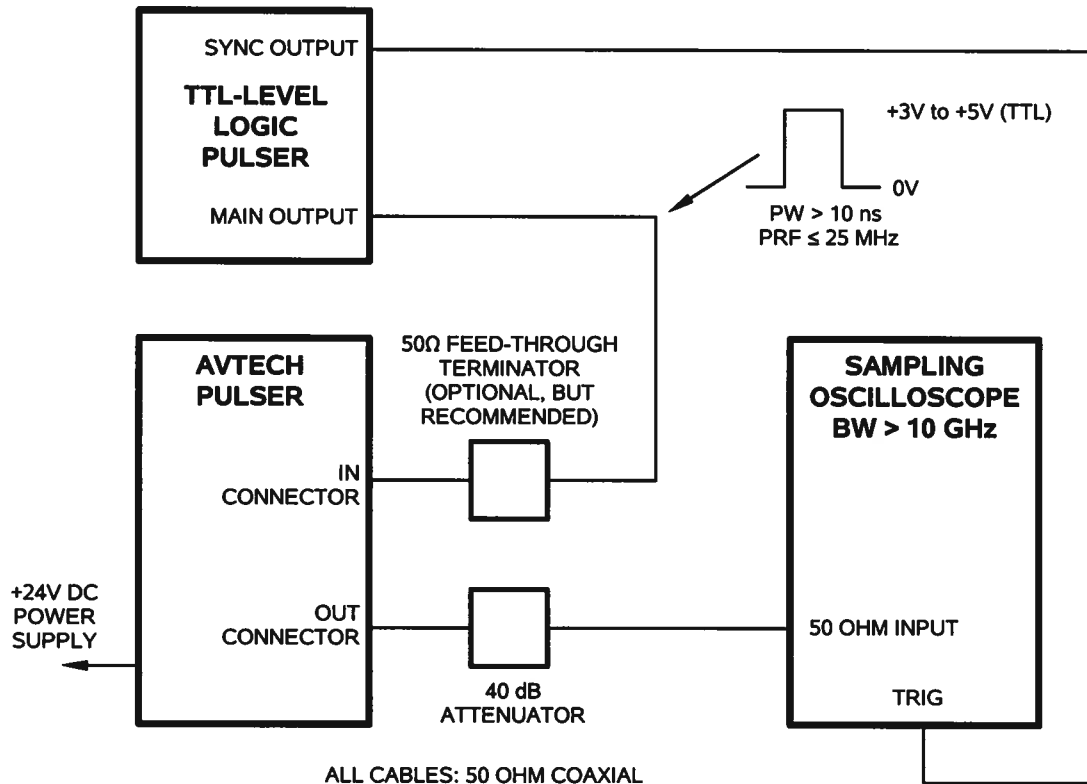 SYNC OUTPUT
TTL-LEVEL
LOGIC
PULSER
MAIN OUTPUT
+3V to +5V (TTL)
0V
PW > 10 ns
PRF ≤ 25 MHz
AVTECH
PULSER
50Ω FEED-THROUGH
TERMINATOR
(OPTIONAL, BUT
RECOMMENDED)
SAMPLING
OSCILLOSCOPE
BW > 10 GHz
IN
CONNECTOR
+24V DC
POWER
SUPPLY
OUT
CONNECTOR
40 dB
ATTENUATOR
50 OHM INPUT
TRIG
ALL CABLES: 50 OHM COAXIAL